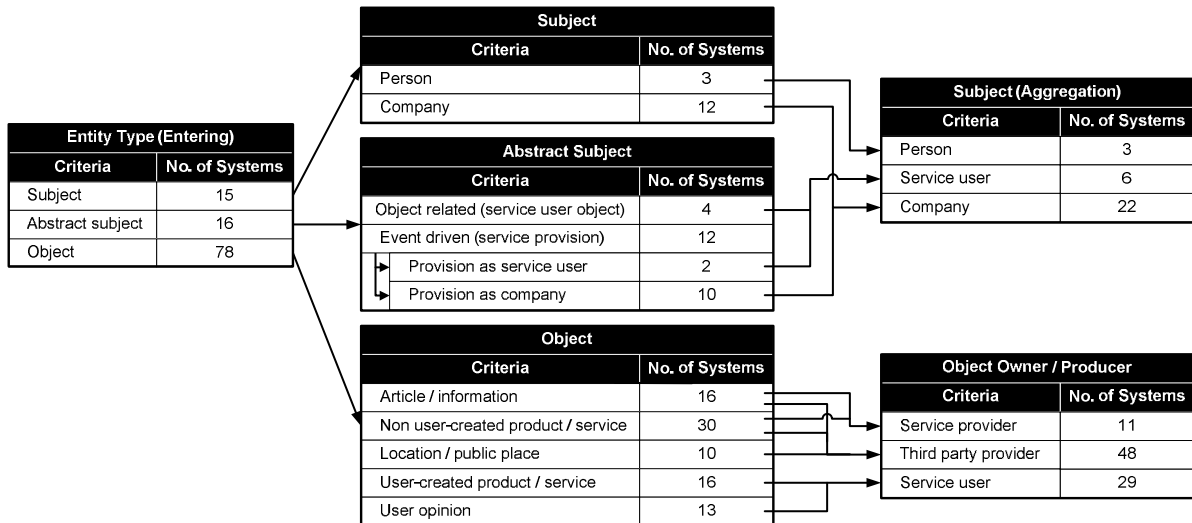 Entity Type (Entering)
Criteria No. of Systems
Subject 15
Abstract subject 16
Object 78
Subject
Criteria No. of Systems
Person 3
Company 12
Abstract Subject
Criteria No. of Systems
Object related (service user object) 4
Event driven (service provision) 12
Provision as service user 2
Provision as company 10
Object
Criteria No. of Systems
Article / information 16
Non user-created product / service 30
Location / public place 10
User-created product / service 16
User opinion 13
Subject (Aggregation)
Criteria No. of Systems
Person 3
Service user 6
Company 22
Object Owner / Producer
Criteria No. of Systems
Service provider 11
Third party provider 48
Service user 29